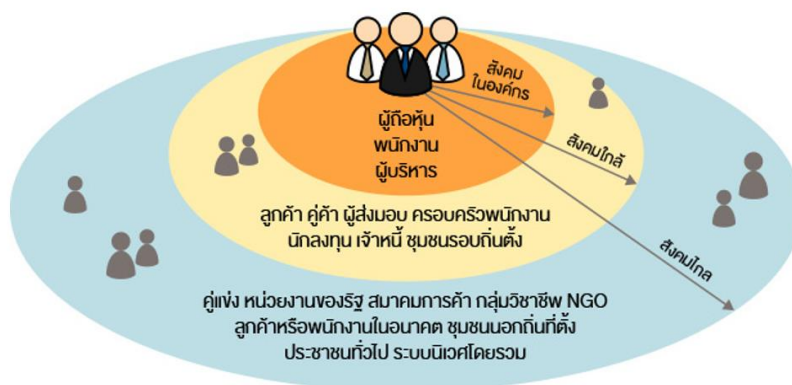 สังคม
ในองค์กร
ผู้ถือหุ้น
พนักงาน
ผู้บริหาร
สังคมใกล้
ลูกค้า คู่ค้า ผู้ส่งมอบ ครอบครัวพนักงาน
นักลงทุน เจ้าหนี้ ชุมชนรอบถิ่นตั้ง
สังคมไกล
คู่แข่ง หน่วยงานของรัฐ สมาคมการค้า กลุ่มวิชาชีพ NGO
ลูกค้าหรือพนักงานในอนาคต ชุมชนนอกถิ่นที่ตั้ง
ประชาชนทั่วไป ระบบนิเวศโดยรวม